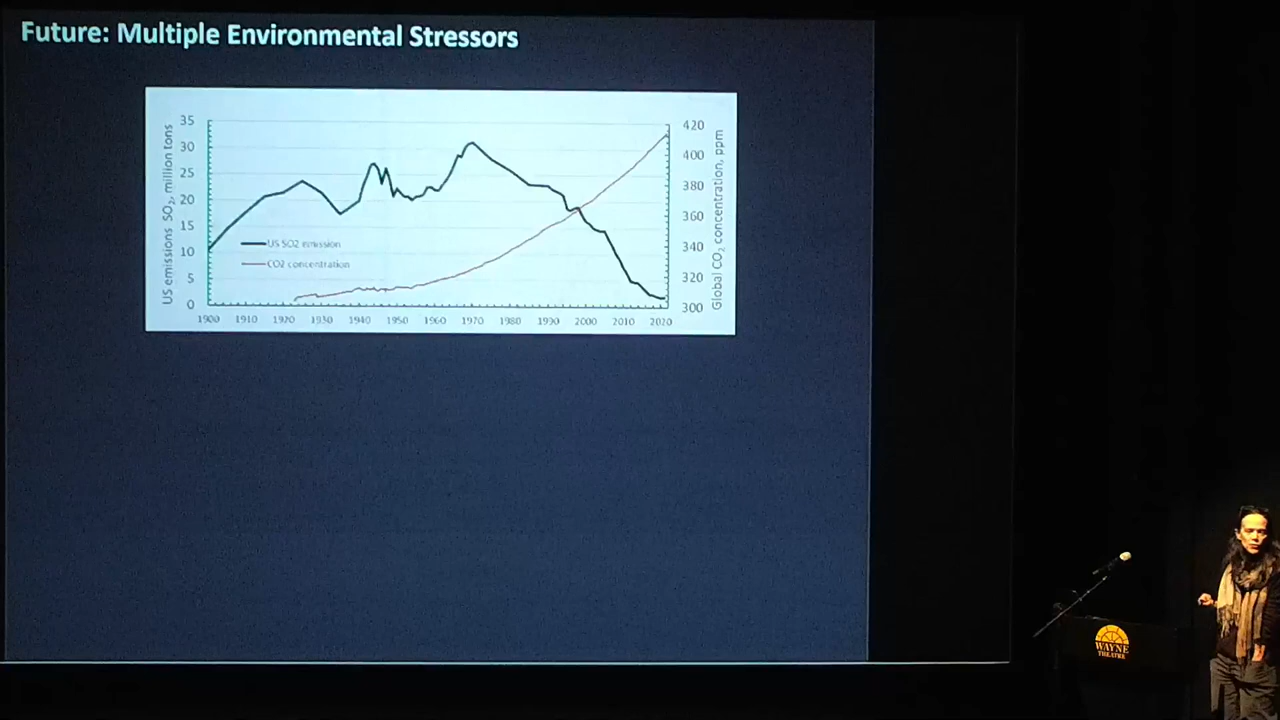 Future: Multiple Environmental Stressors
US emissions SO₂, million tons
35
30
25
20
15
10
5
0
US SO2 emission
CO2 concentration
1900 1910 1920 1930 1940 1950 1960 1970 1980 1990 2000 2010 2020
420
400
380
360
340
320
300
Global CO₂ concentration, ppm
WAYNE
THEATRE